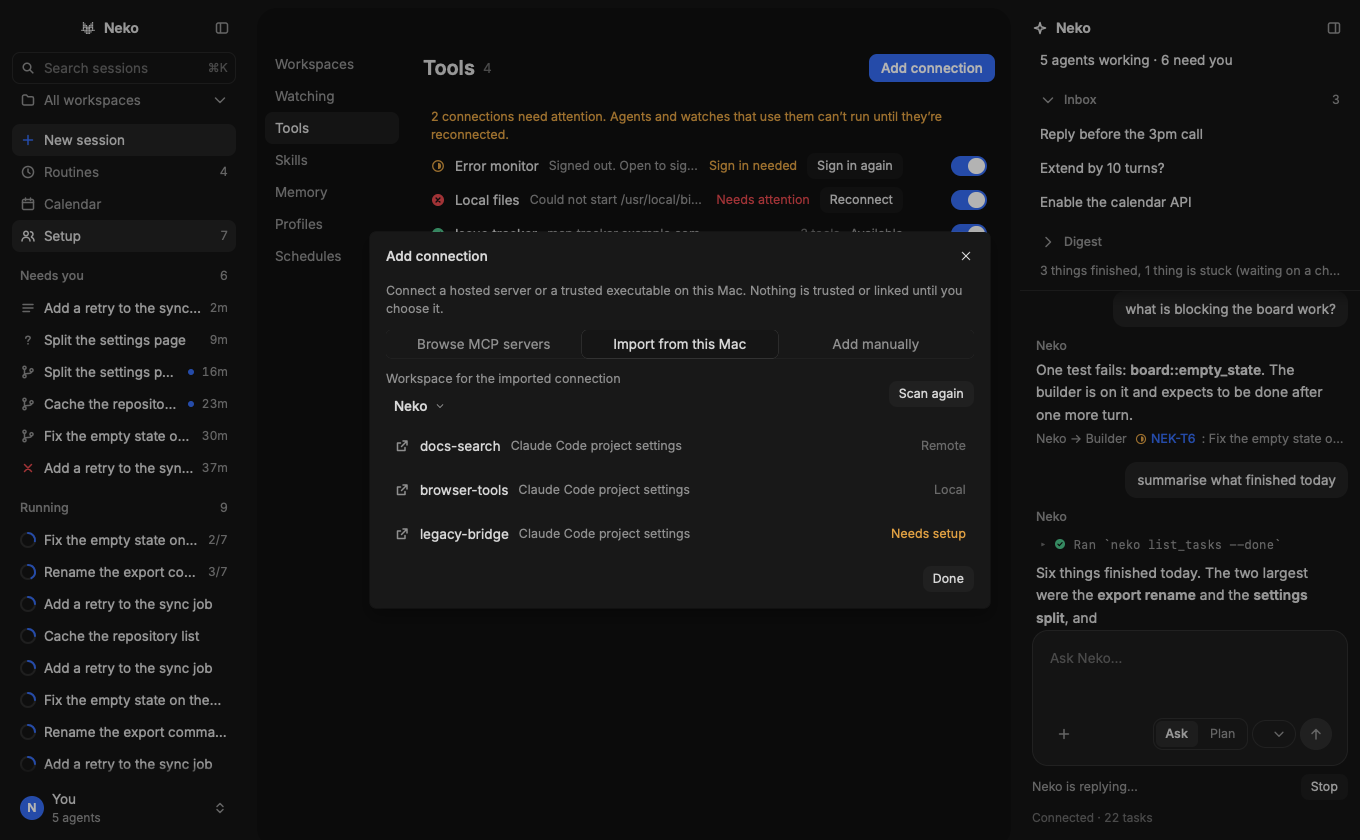 Neko
Search sessions ⌘K
All workspaces
New session
Routines 4
Calendar
Setup 7
Needs you 6
Add a retry to the sync... 2m
Split the settings page 9m
Split the settings p... 16m
Cache the reposito... 23m
Fix the empty state o... 30m
Add a retry to the syn... 37m
Running 9
Fix the empty state on... 2/7
Rename the export co... 3/7
Add a retry to the sync job
Cache the repository list
Add a retry to the sync job
Fix the empty state on the...
Rename the export comma...
Add a retry to the sync job
N
You
5 agents
Workspaces
Watching
Tools
Skills
Memory
Profiles
Schedules
Tools 4
Add connection
2 connections need attention. Agents and watches that use them can't run until they're
reconnected.
Error monitor Signed out. Open to sig... Sign in needed Sign in again
Local files Could not start /usr/local/bi... Needs attention Reconnect
Add connection
Connect a hosted server or a trusted executable on this Mac. Nothing is trusted or linked until you
choose it.
Browse MCP servers Import from this Mac Add manually
Workspace for the imported connection
Neko
Scan again
docs-search Claude Code project settings Remote
browser-tools Claude Code project settings Local
legacy-bridge Claude Code project settings Needs setup
Done
Neko
5 agents working · 6 need you
Inbox 3
Reply before the 3pm call
Extend by 10 turns?
Enable the calendar API
Digest
3 things finished, 1 thing is stuck (waiting on a ch...
what is blocking the board work?
Neko
One test fails: board::empty_state. The
builder is on it and expects to be done after
one more turn.
Neko → Builder NEK-T6 : Fix the empty state o...
summarise what finished today
Neko
Ran `neko list_tasks --done`
Six things finished today. The two largest
were the export rename and the settings
split, and
Ask Neko...
Ask Plan
Neko is replying... Stop
Connected · 22 tasks